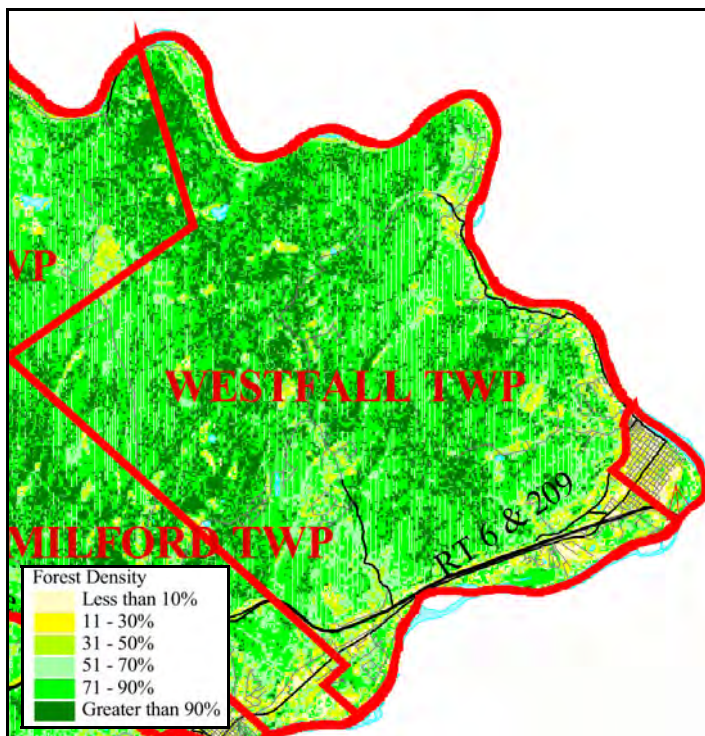 WP
WESTFALL TWP
RT 6 & 209
MILFORD TWP
Forest Density
Less than 10%
11 - 30%
31 - 50%
51 - 70%
71 - 90%
Greater than 90%